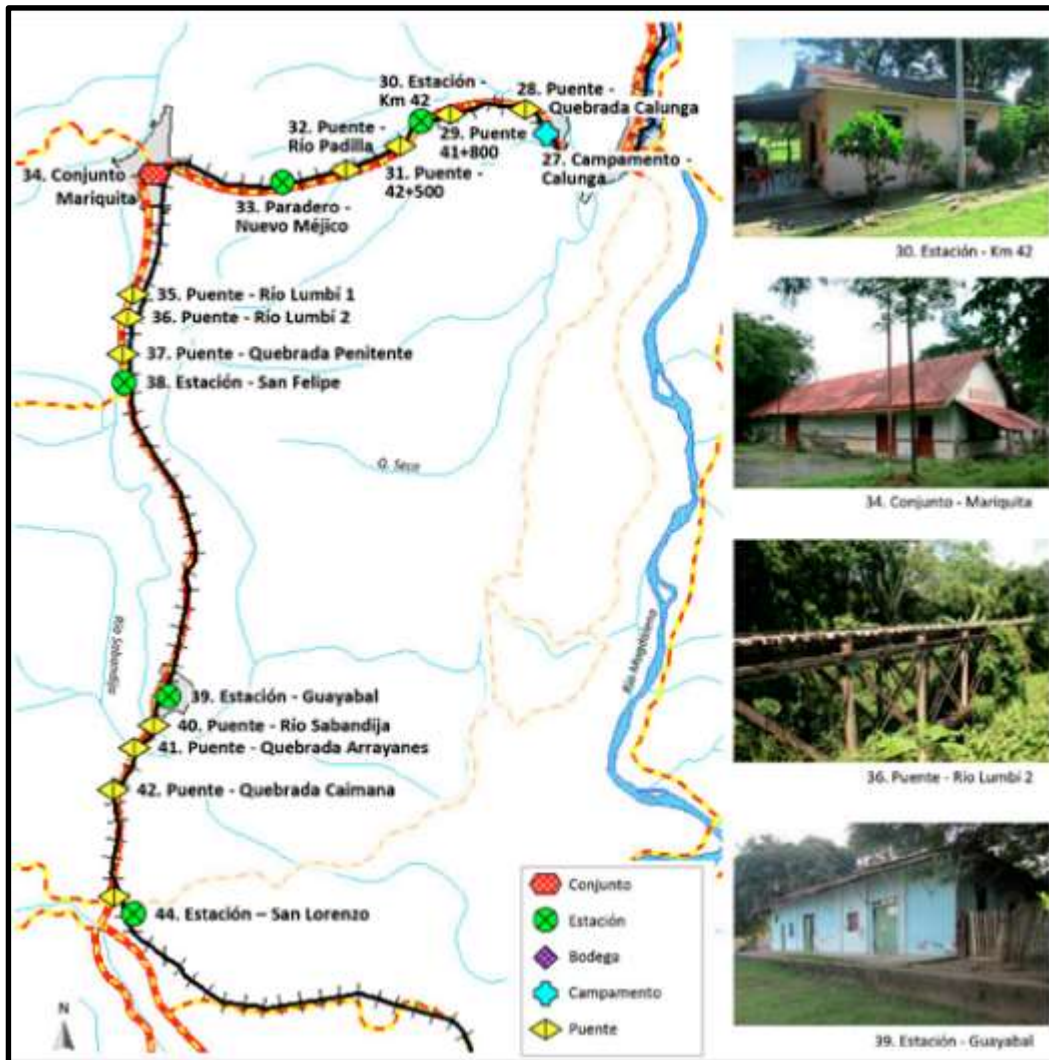 30. Estación -
Km 42
28. Puente -
Quebrada Calunga
32. Puente -
Río Padilla
29. Puente
41+800
27. Campamento -
Calunga
31. Puente -
42+500
34. Conjunto
Mariquita
33. Paradero -
Nuevo Méjico
35. Puente - Río Lumbí 1
36. Puente - Río Lumbí 2
37. Puente - Quebrada Penitente
38. Estación - San Felipe
Q. Seca
Río Sabandija
Río Magdalena
39. Estación - Guayabal
40. Puente - Río Sabandija
41. Puente - Quebrada Arrayanes
42. Puente - Quebrada Caimana
44. Estación – San Lorenzo
N
Conjunto
Estación
Bodega
Campamento
Puente
30. Estación - Km 42
34. Conjunto - Mariquita
36. Puente - Río Lumbí 2
39. Estación - Guayabal